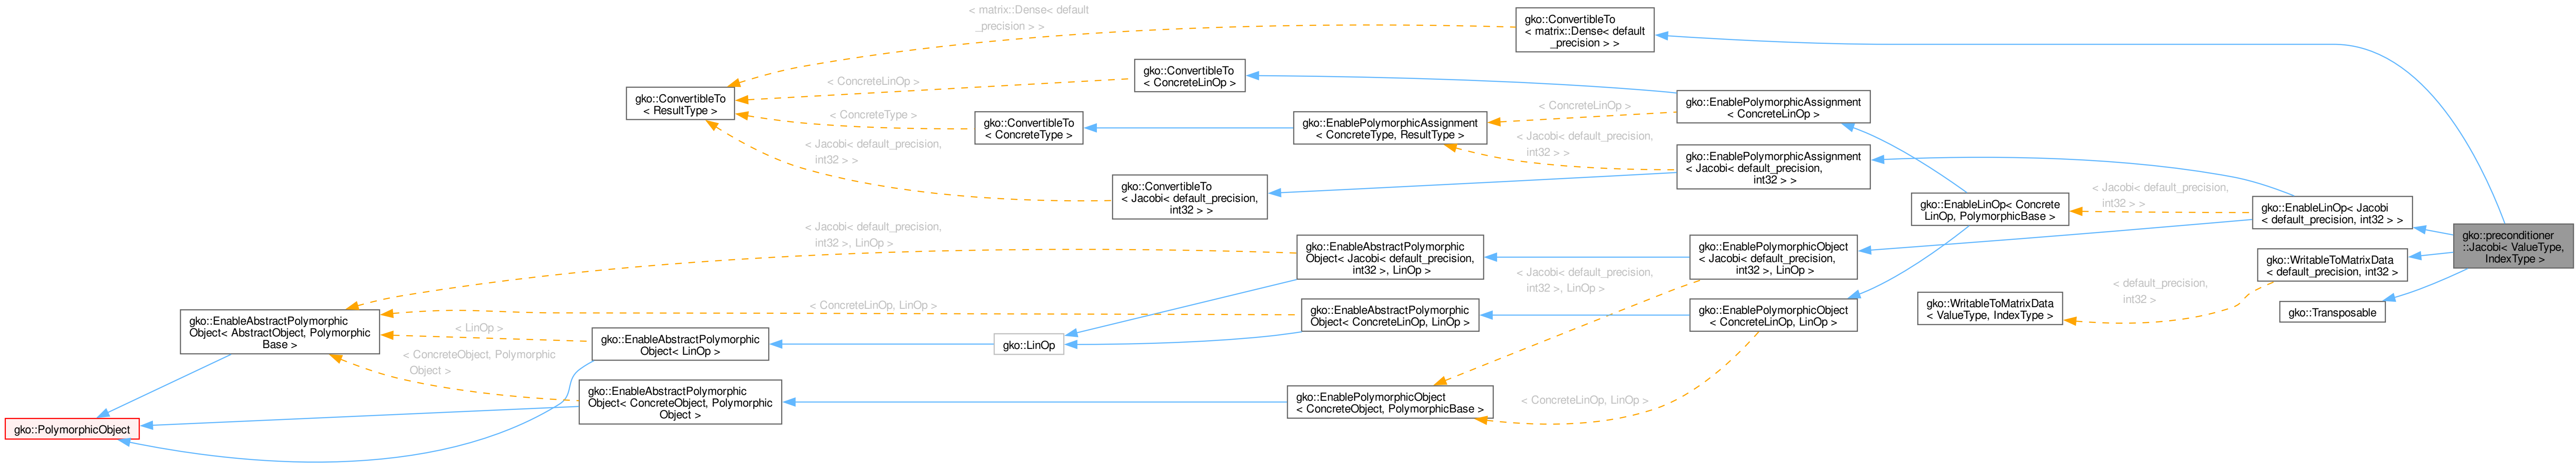 < matrix::Dense< default
_precision > >
gko::ConvertibleTo
< matrix::Dense< default
_precision > >
gko::ConvertibleTo
< ConcreteLinOp >
< ConcreteLinOp >
gko::ConvertibleTo
< ResultType >
gko::EnablePolymorphicAssignment
< ConcreteLinOp >
< ConcreteLinOp >
< ConcreteType >
gko::ConvertibleTo
< ConcreteType >
gko::EnablePolymorphicAssignment
< ConcreteType, ResultType >
< Jacobi< default_precision,
int32 > >
< Jacobi< default_precision,
int32 > >
gko::EnablePolymorphicAssignment
< Jacobi< default_precision,
int32 > >
gko::ConvertibleTo
< Jacobi< default_precision,
int32 > >
gko::EnableLinOp< Concrete
LinOp, PolymorphicBase >
< Jacobi< default_precision,
int32 > >
gko::EnableLinOp< Jacobi
< default_precision, int32 > >
gko::preconditioner
::Jacobi< ValueType,
IndexType >
< Jacobi< default_precision,
int32 >, LinOp >
gko::EnableAbstractPolymorphic
Object< Jacobi< default_precision,
int32 >, LinOp >
gko::EnablePolymorphicObject
< Jacobi< default_precision,
int32 >, LinOp >
gko::WritableToMatrixData
< default_precision, int32 >
< Jacobi< default_precision,
int32 >, LinOp >
< default_precision,
int32 >
< ConcreteLinOp, LinOp >
gko::EnableAbstractPolymorphic
Object< ConcreteLinOp, LinOp >
gko::EnablePolymorphicObject
< ConcreteLinOp, LinOp >
gko::WritableToMatrixData
< ValueType, IndexType >
gko::Transposable
gko::EnableAbstractPolymorphic
Object< AbstractObject, Polymorphic
Base >
< LinOp >
gko::EnableAbstractPolymorphic
Object< LinOp >
gko::LinOp
< ConcreteObject, Polymorphic
Object >
gko::EnableAbstractPolymorphic
Object< ConcreteObject, Polymorphic
Object >
gko::EnablePolymorphicObject
< ConcreteObject, PolymorphicBase >
< ConcreteLinOp, LinOp >
gko::PolymorphicObject